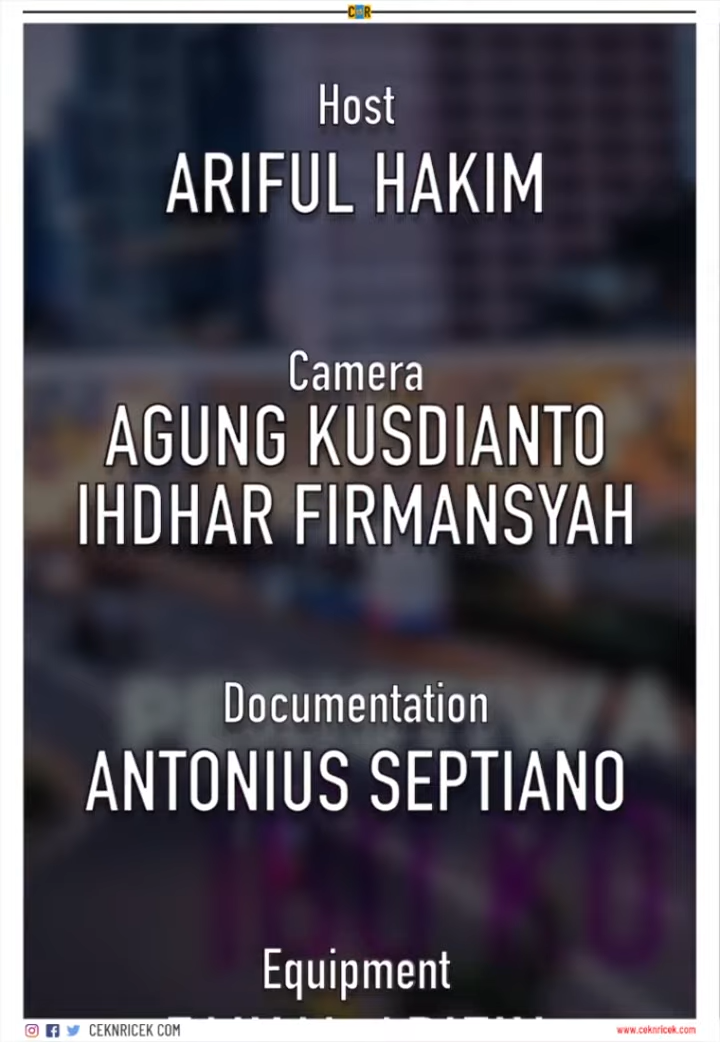 C&R
Host
ARIFUL HAKIM
Camera
AGUNG KUSDIANTO
IHDHAR FIRMANSYAH
Documentation
ANTONIUS SEPTIANO
Equipment
CEKNRICEK COM
www.ceknricek.com